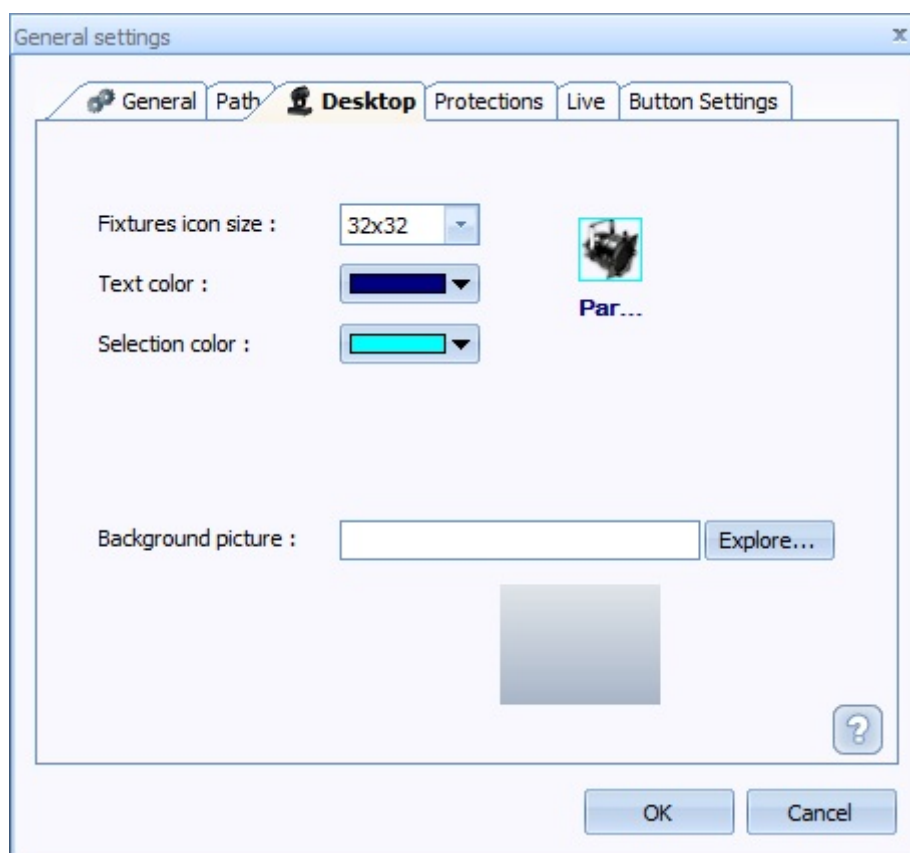 General settings
General Path Desktop Protections Live Button Settings
Fixtures icon size : 32x32
Text color :
Par...
Selection color :
Background picture : Explore...
?
OK Cancel